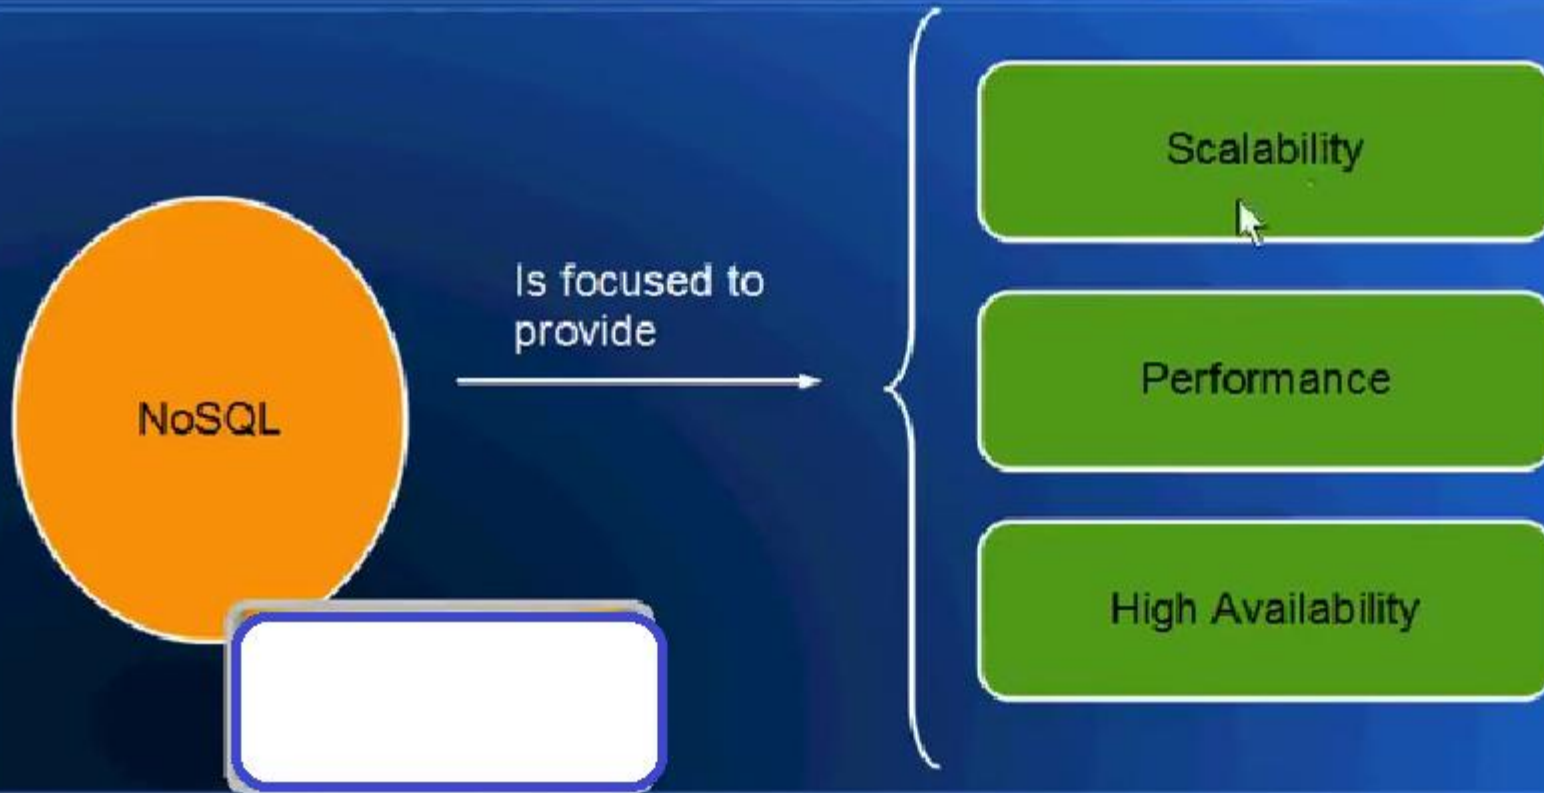 NoSQL
Is focused to
provide
Scalability
Performance
High Availability